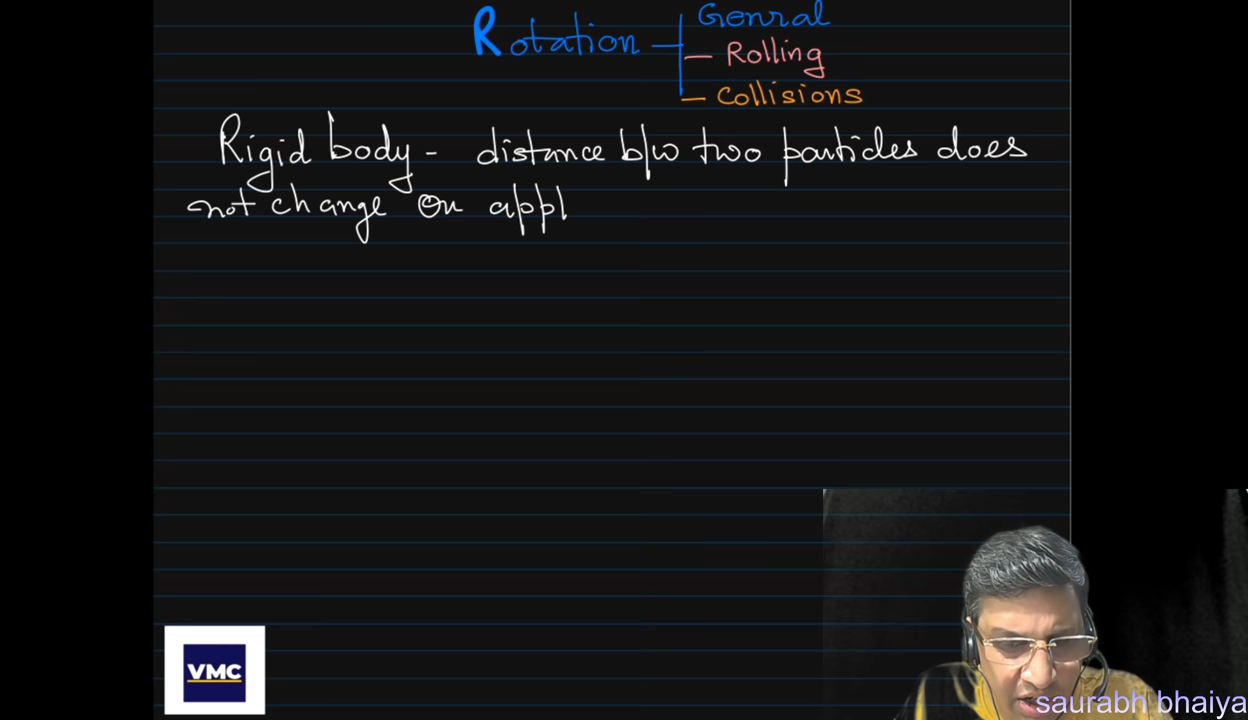 Rotation - Genral
- Rolling
- Collisions
Rigid body - distance b/w two particles does
not change on appl
VMC
saurabh bhaiya